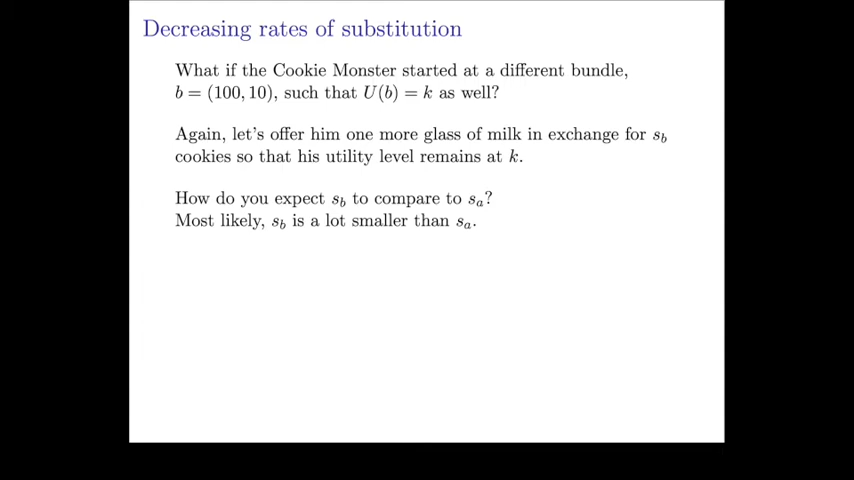 Decreasing rates of substitution
What if the Cookie Monster started at a different bundle,
b = (100, 10), such that U(b) = k as well?
Again, let's offer him one more glass of milk in exchange for s_b
cookies so that his utility level remains at k.
How do you expect s_b to compare to s_a?
Most likely, s_b is a lot smaller than s_a.